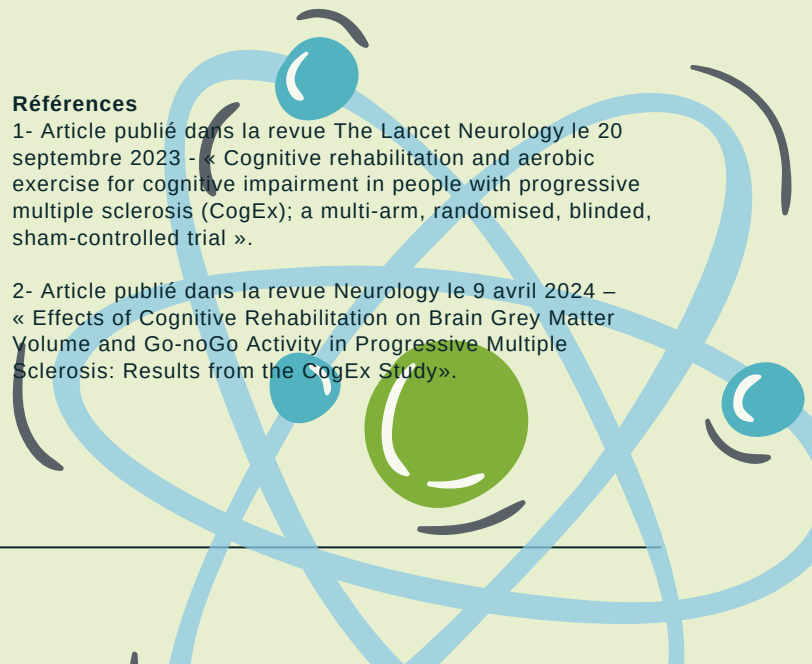 Références
1- Article publié dans la revue The Lancet Neurology le 20
septembre 2023 - « Cognitive rehabilitation and aerobic
exercise for cognitive impairment in people with progressive
multiple sclerosis (CogEx); a multi-arm, randomised, blinded,
sham-controlled trial ».
2- Article publié dans la revue Neurology le 9 avril 2024 –
« Effects of Cognitive Rehabilitation on Brain Grey Matter
Volume and Go-noGo Activity in Progressive Multiple
Sclerosis: Results from the CogEx Study».